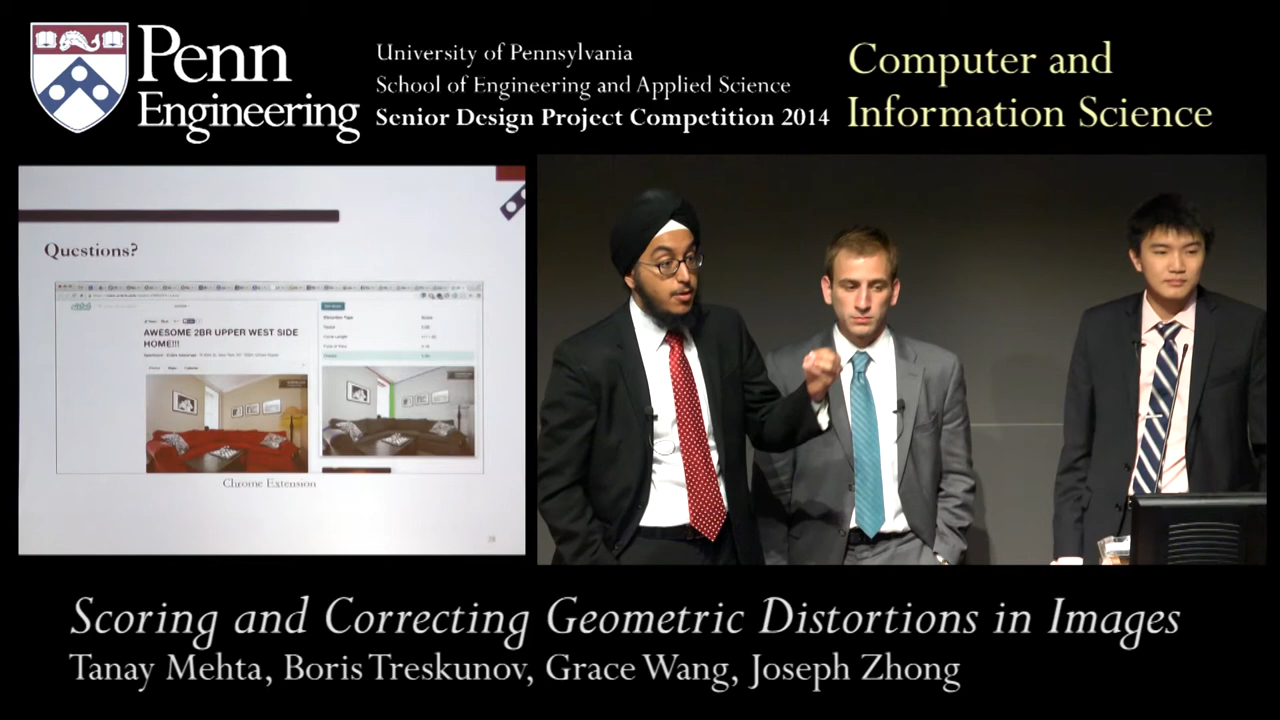 Penn
Engineering
University of Pennsylvania
School of Engineering and Applied Science
Senior Design Project Competition 2014
Computer and
Information Science
Questions?
AWESOME 2BR UPPER WEST SIDE
HOME!!!
Chrome Extension
Scoring and Correcting Geometric Distortions in Images
Tanay Mehta, Boris Treskunov, Grace Wang, Joseph Zhong